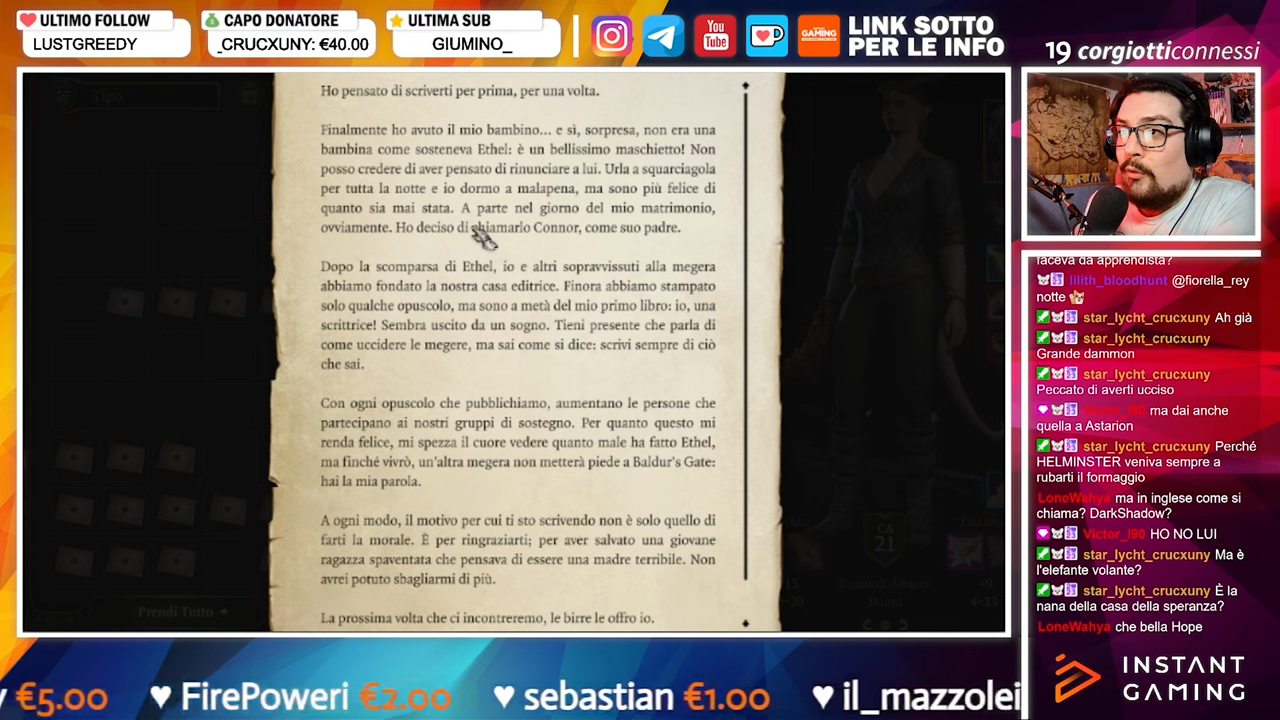 ULTIMO FOLLOW
LUSTGREEDY
CAPO DONATORE
_CRUCXUNY: €40.00
ULTIMA SUB
GIUMINO_
You
Tube
GAMING
LINK SOTTO
PER LE INFO
19 corgiotticonnessi
Tipo
Ho pensato di scriverti per prima, per una volta.
Finalmente ho avuto il mio bambino... e sì, sorpresa, non era una
bambina come sosteneva Ethel: è un bellissimo maschietto! Non
posso credere di aver pensato di rinunciare a lui. Urla a squarciagola
per tutta la notte e io dormo a malapena, ma sono più felice di
quanto sia mai stata. A parte nel giorno del mio matrimonio,
ovviamente. Ho deciso di chiamarlo Connor, come suo padre.
Dopo la scomparsa di Ethel, io e altri sopravvissuti alla megera
abbiamo fondato la nostra casa editrice. Finora abbiamo stampato
solo qualche opuscolo, ma sono a metà del mio primo libro: io, una
scrittrice! Sembra uscito da un sogno. Tieni presente che parla di
come uccidere le megere, ma sai come si dice: scrivi sempre di ciò
che sai.
Con ogni opuscolo che pubblichiamo, aumentano le persone che
partecipano ai nostri gruppi di sostegno. Per quanto questo mi
renda felice, mi spezza il cuore vedere quanto male ha fatto Ethel,
ma finché vivrò, un'altra megera non metterà piede a Baldur's Gate:
hai la mia parola.
A ogni modo, il motivo per cui ti sto scrivendo non è solo quello di
farti la morale. È per ringraziarti; per aver salvato una giovane
ragazza spaventata che pensava di essere una madre terribile. Non
avrei potuto sbagliarmi di più.
La prossima volta che ci incontreremo, le birre le offro io.
Prendi Tutto
CA
21
faceva da apprendista?
lilith_bloodhunt @fiorella_rey
notte
star_lycht_crucxuny Ah già
star_lycht_crucxuny
Grande dammon
star_lycht_crucxuny
Peccato di averti ucciso
Victor_I90 ma dai anche
quella a Astarion
star_lycht_crucxuny Perché
HELMINSTER veniva sempre a
rubarti il formaggio
LoneWahya ma in inglese come si
chiama? DarkShadow?
Victor_I90 HO NO LUI
star_lycht_crucxuny Ma è
l'elefante volante?
star_lycht_crucxuny È la
nana della casa della speranza?
LoneWahya che bella Hope
INSTANT
GAMING
€5.00 FirePoweri €2.00 sebastian €1.00 il_mazzolei